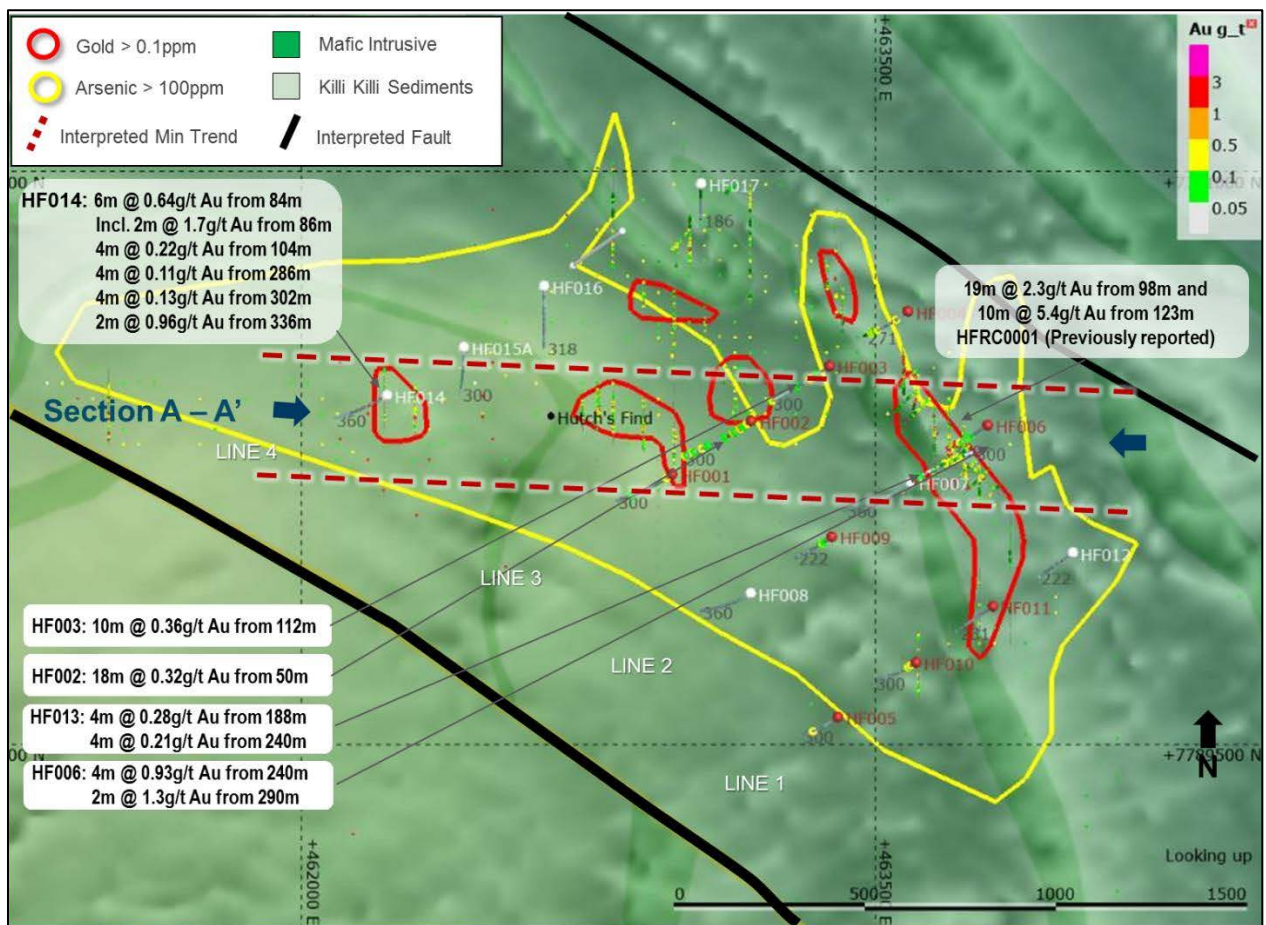 Gold > 0.1ppm
Mafic Intrusive
Arsenic > 100ppm
Killi Killi Sediments
Interpreted Min Trend
Interpreted Fault
+463500 E
Au g_t
3
1
0.5
0.1
0.05
00 N
HF014: 6m @ 0.64g/t Au from 84m
Incl. 2m @ 1.7g/t Au from 86m
4m @ 0.22g/t Au from 104m
4m @ 0.11g/t Au from 286m
4m @ 0.13g/t Au from 302m
2m @ 0.96g/t Au from 336m
HF017
186
HF016
318
HF015A
300
HF004
271
19m @ 2.3g/t Au from 98m and
10m @ 5.4g/t Au from 123m
HFRC0001 (Previously reported)
HF003
Section A – A’
HF014
360
Hutch's Find
300
HF002
300
HF006
300
LINE 4
HF001
300
HF007
360
HF009
222
HF012
222
LINE 3
HF008
360
HF011
231
HF003: 10m @ 0.36g/t Au from 112m
HF002: 18m @ 0.32g/t Au from 50m
LINE 2
HF010
300
HF013: 4m @ 0.28g/t Au from 188m
4m @ 0.21g/t Au from 240m
HF005
300
00 N
+7789500 N
N
HF006: 4m @ 0.93g/t Au from 240m
2m @ 1.3g/t Au from 290m
LINE 1
+462000 E
+463500 E
Looking up
0
500
1000
1500